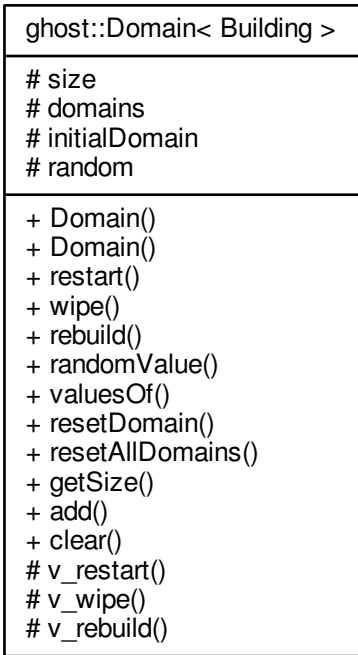 ghost::Domain< Building >
# size
# domains
# initialDomain
# random
+ Domain()
+ Domain()
+ restart()
+ wipe()
+ rebuild()
+ randomValue()
+ valuesOf()
+ resetDomain()
+ resetAllDomains()
+ getSize()
+ add()
+ clear()
# v_restart()
# v_wipe()
# v_rebuild()